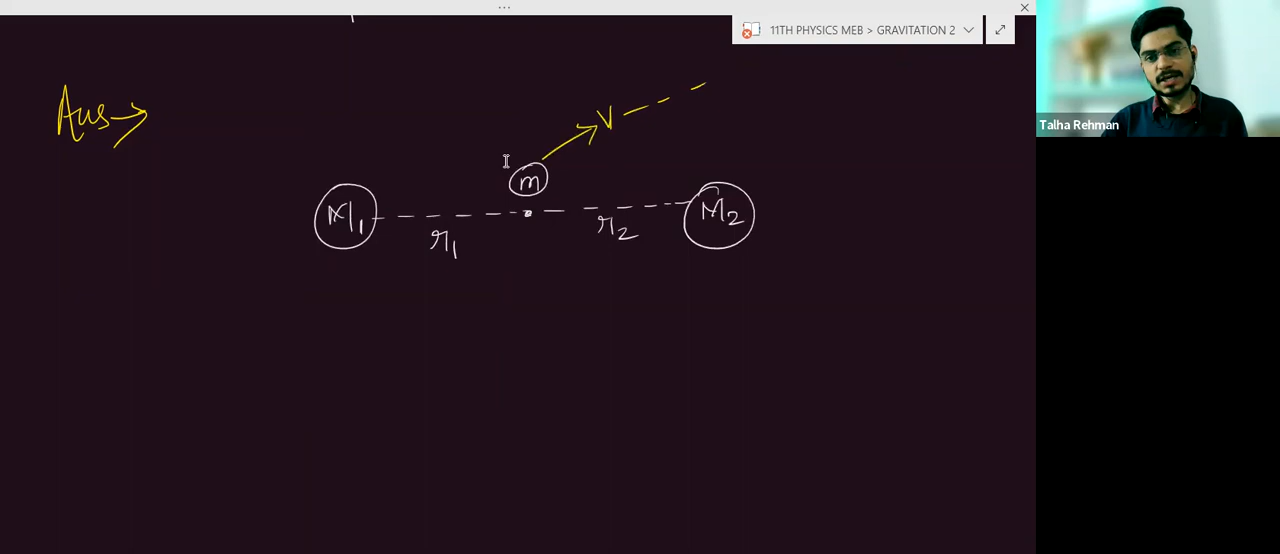 11TH PHYSICS MEB > GRAVITATION 2
Talha Rehman
Ans →
V
m
M1
M2
r1
r2